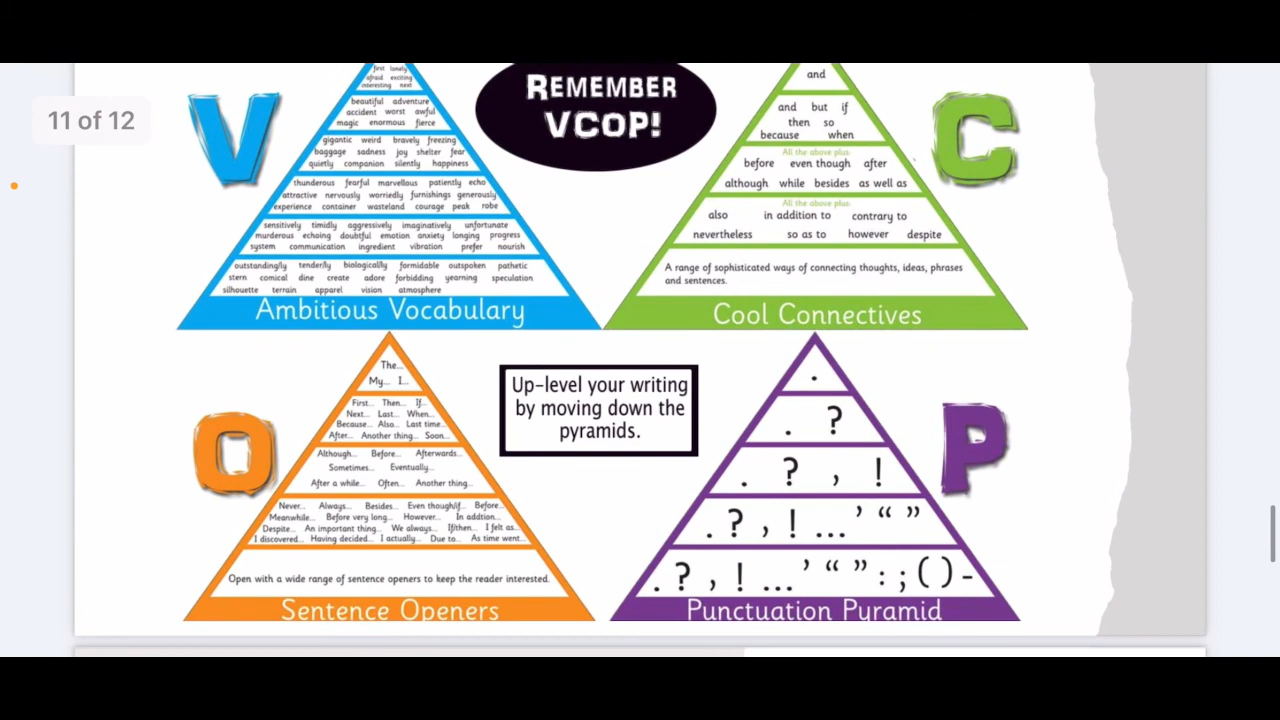 11 of 12
REMEMBER
VCOP!
V
first lonely
afraid exciting
interesting next
beautiful adventure
accident worst awful
magic enormous fierce
gigantic weird bravely freezing
baggage sadness joy shelter fear
quietly companion silently happiness
thunderous fearful marvellous patiently echo
attractive nervously worriedly furnishings generously
experience container wasteland courage peak robe
sensitively timidly aggressively imaginatively unfortunate
murderous echoing doubtful emotion anxiety longing progress
system communication ingredient vibration prefer nourish
outstanding/ly tender/ly biological/ly formidable outspoken pathetic
stern comical dine create adore forbidding yearning speculation
silhouette terrain apparel vision atmosphere
Ambitious Vocabulary
C
and
and but if
then so
because when
All the above plus:
before even though after
although while besides as well as
All the above plus:
also in addition to contrary to
nevertheless so as to however despite
A range of sophisticated ways of connecting thoughts, ideas, phrases
and sentences.
Cool Connectives
O
The...
My... I...
First... Then... If...
Next... Last... When...
Because... Also... Last time...
After... Another thing... Soon...
Although... Before... Afterwards...
Sometimes... Eventually...
After a while... Often... Another thing...
Never... Always... Besides... Even though/if... Before...
Meanwhile... Before very long... However... In addtion...
Despite... An important thing... We always... If/then... I felt as...
I discovered... Having decided... I actually... Due to... As time went...
Open with a wide range of sentence openers to keep the reader interested.
Sentence Openers
Up-level your writing
by moving down the
pyramids.
P
.
. ?
. ? , !
. ? , ! ... ’ “ ”
. ? , ! ... ’ “ ” : ; ( ) -
Punctuation Pyramid